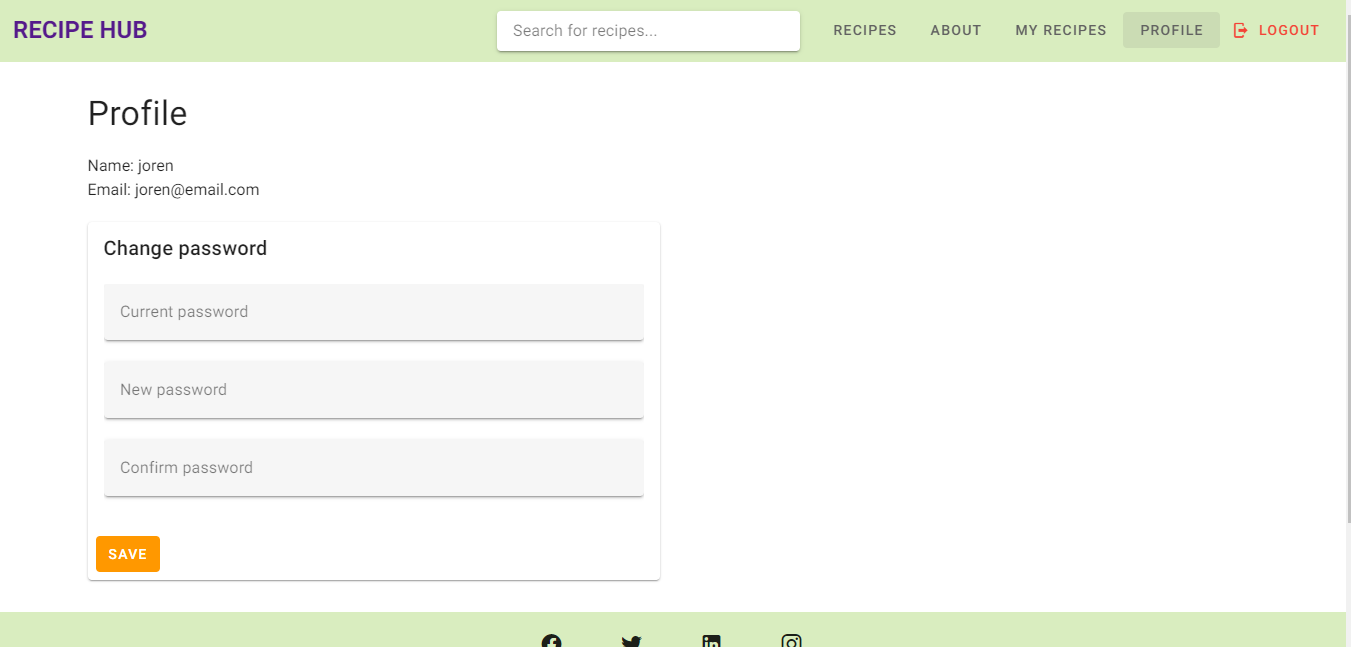 RECIPE HUB
Search for recipes...
RECIPES
ABOUT
MY RECIPES
PROFILE
LOGOUT
Profile
Name: joren
Email: joren@email.com
Change password
Current password
New password
Confirm password
SAVE